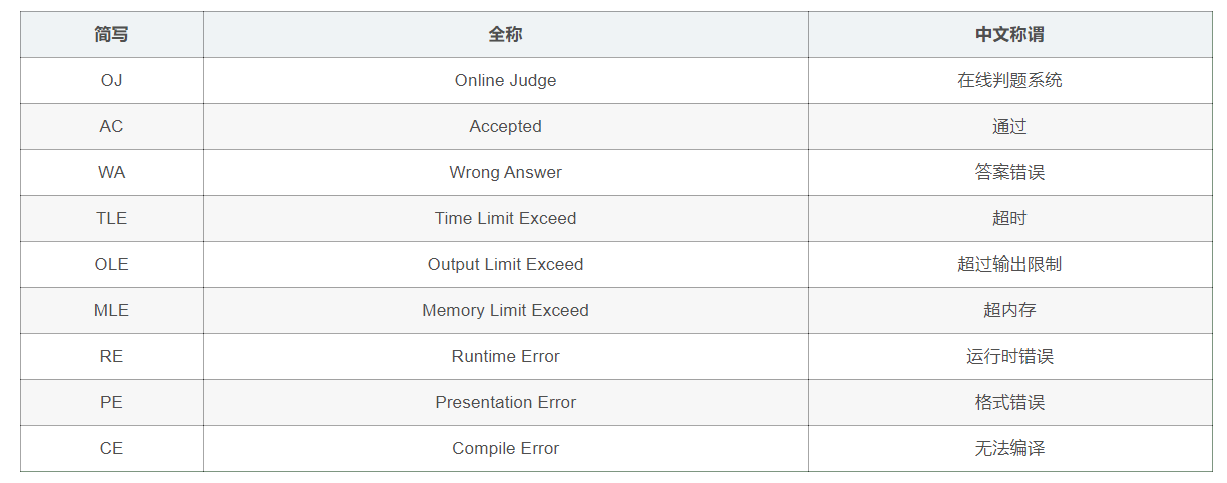 简写 全称 中文称谓
OJ Online Judge 在线判题系统
AC Accepted 通过
WA Wrong Answer 答案错误
TLE Time Limit Exceed 超时
OLE Output Limit Exceed 超过输出限制
MLE Memory Limit Exceed 超内存
RE Runtime Error 运行时错误
PE Presentation Error 格式错误
CE Compile Error 无法编译